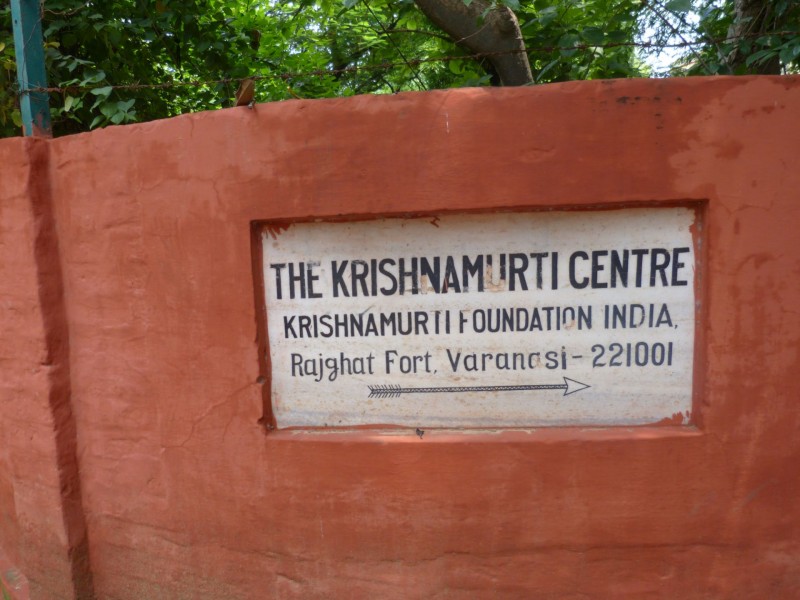 THE KRISHNAMURTI CENTRE
KRISHNAMURTI FOUNDATION INDIA,
Rajghat Fort, Varanasi - 221001